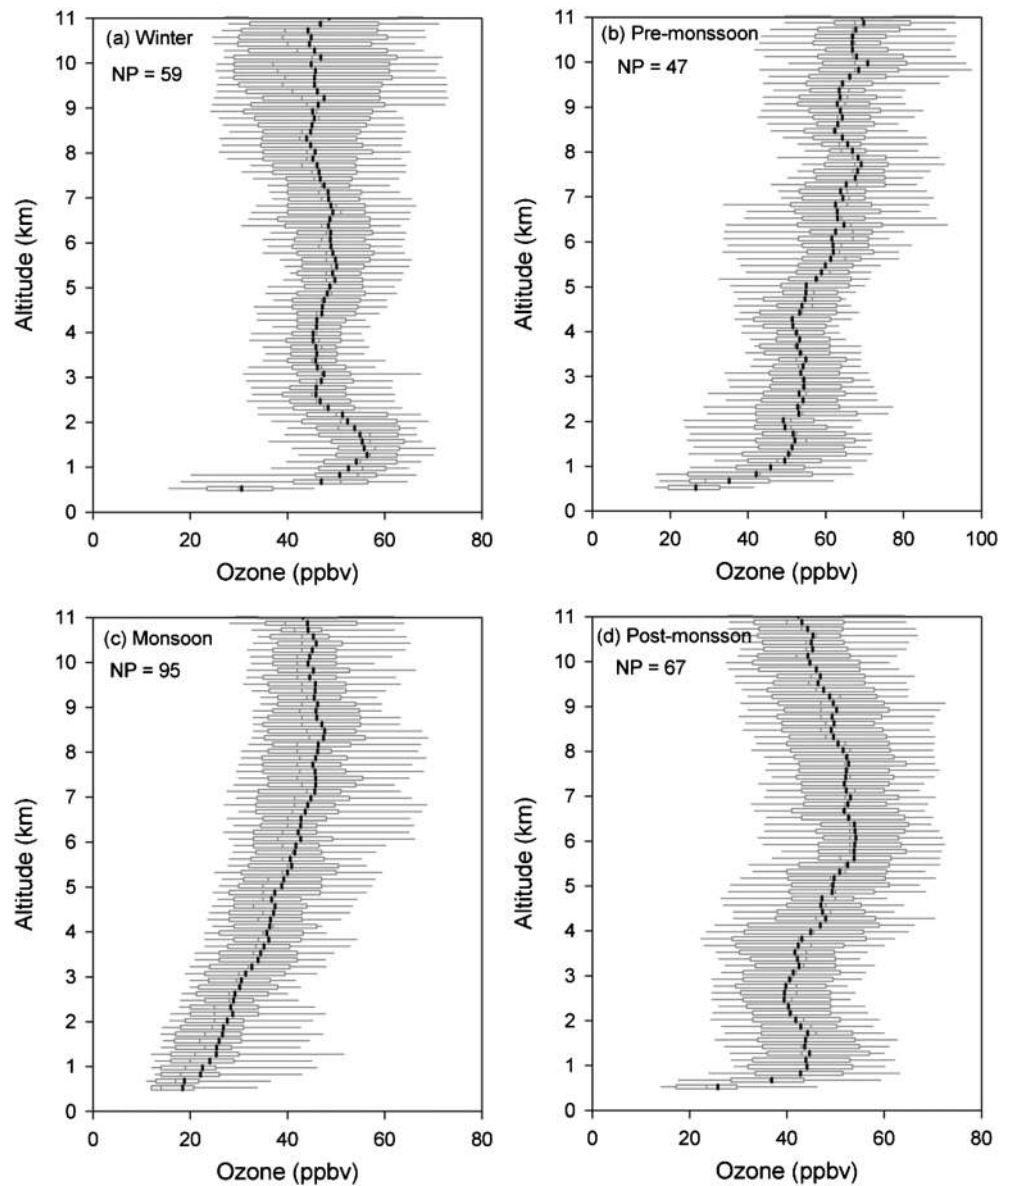 (a) Winter
NP = 59
11
10
9
8
7
6
5
4
3
2
1
0
Altitude (km)
0 20 40 60 80
Ozone (ppbv)
(b) Pre-monssoon
NP = 47
11
10
9
8
7
6
5
4
3
2
1
0
Altitude (km)
0 20 40 60 80 100
Ozone (ppbv)
(c) Monsoon
NP = 95
11
10
9
8
7
6
5
4
3
2
1
0
Altitude (km)
0 20 40 60 80
Ozone (ppbv)
(d) Post-monsson
NP = 67
11
10
9
8
7
6
5
4
3
2
1
0
Altitude (km)
0 20 40 60 80
Ozone (ppbv)